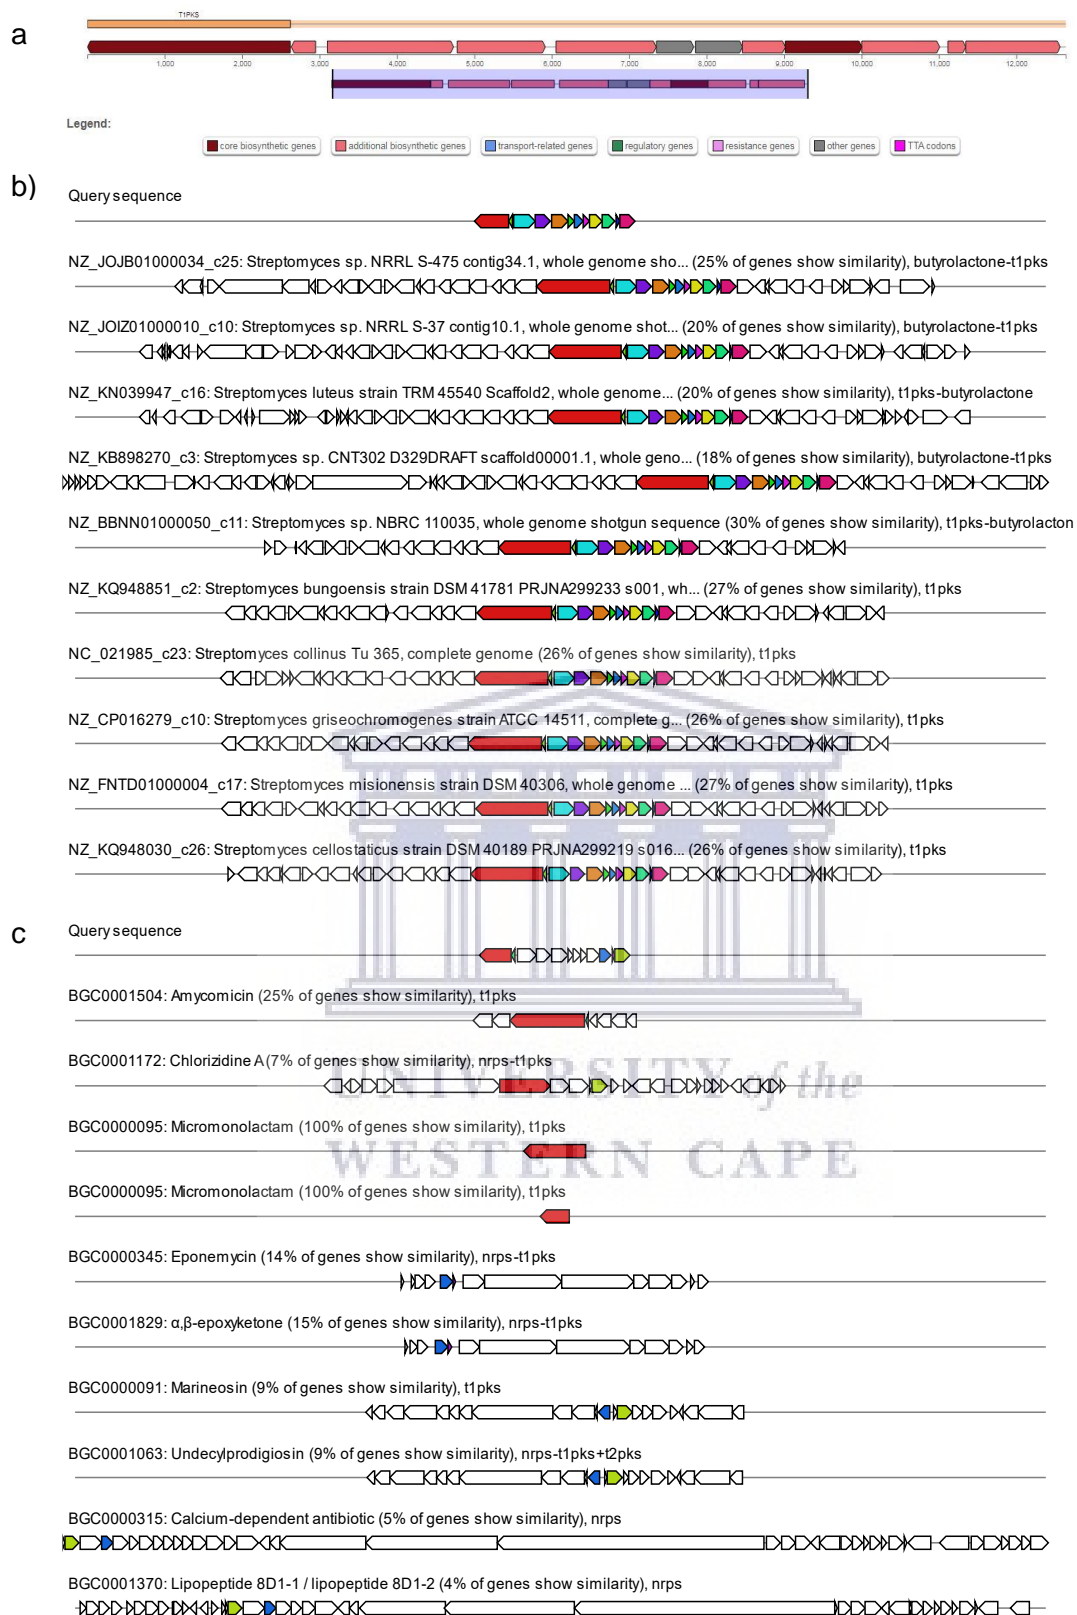 a
T1PKS
1,000 2,000 3,000 4,000 5,000 6,000 7,000 8,000 9,000 10,000 11,000 12,000
Legend:
core biosynthetic genes additional biosynthetic genes transport-related genes regulatory genes resistance genes other genes TTA codons
b)
Query sequence
NZ_JOJB01000034_c25: Streptomyces sp. NRRL S-475 contig34.1, whole genome sho... (25% of genes show similarity), butyrolactone-t1pks
NZ_JOIZ01000010_c10: Streptomyces sp. NRRL S-37 contig10.1, whole genome shot... (20% of genes show similarity), butyrolactone-t1pks
NZ_KN039947_c16: Streptomyces luteus strain TRM 45540 Scaffold2, whole genome... (20% of genes show similarity), t1pks-butyrolactone
NZ_KB898270_c3: Streptomyces sp. CNT302 D329DRAFT scaffold00001.1, whole geno... (18% of genes show similarity), butyrolactone-t1pks
NZ_BBNN01000050_c11: Streptomyces sp. NBRC 110035, whole genome shotgun sequence (30% of genes show similarity), t1pks-butyrolacton
NZ_KQ948851_c2: Streptomyces bungoensis strain DSM 41781 PRJNA299233 s001, wh... (27% of genes show similarity), t1pks
NC_021985_c23: Streptomyces collinus Tu 365, complete genome (26% of genes show similarity), t1pks
NZ_CP016279_c10: Streptomyces griseochromogenes strain ATCC 14511, complete g... (26% of genes show similarity), t1pks
NZ_FNTD01000004_c17: Streptomyces misionensis strain DSM 40306, whole genome ... (27% of genes show similarity), t1pks
NZ_KQ948030_c26: Streptomyces cellostaticus strain DSM 40189 PRJNA299219 s016... (26% of genes show similarity), t1pks
c
Query sequence
BGC0001504: Amycomicin (25% of genes show similarity), t1pks
BGC0001172: Chlorizidine A (7% of genes show similarity), nrps-t1pks
UNIVERSITY of the
BGC0000095: Micromonolactam (100% of genes show similarity), t1pks
WESTERN CAPE
BGC0000095: Micromonolactam (100% of genes show similarity), t1pks
BGC0000345: Eponemycin (14% of genes show similarity), nrps-t1pks
BGC0001829: α,β-epoxyketone (15% of genes show similarity), nrps-t1pks
BGC0000091: Marineosin (9% of genes show similarity), t1pks
BGC0001063: Undecylprodigiosin (9% of genes show similarity), nrps-t1pks+t2pks
BGC0000315: Calcium-dependent antibiotic (5% of genes show similarity), nrps
BGC0001370: Lipopeptide 8D1-1 / lipopeptide 8D1-2 (4% of genes show similarity), nrps